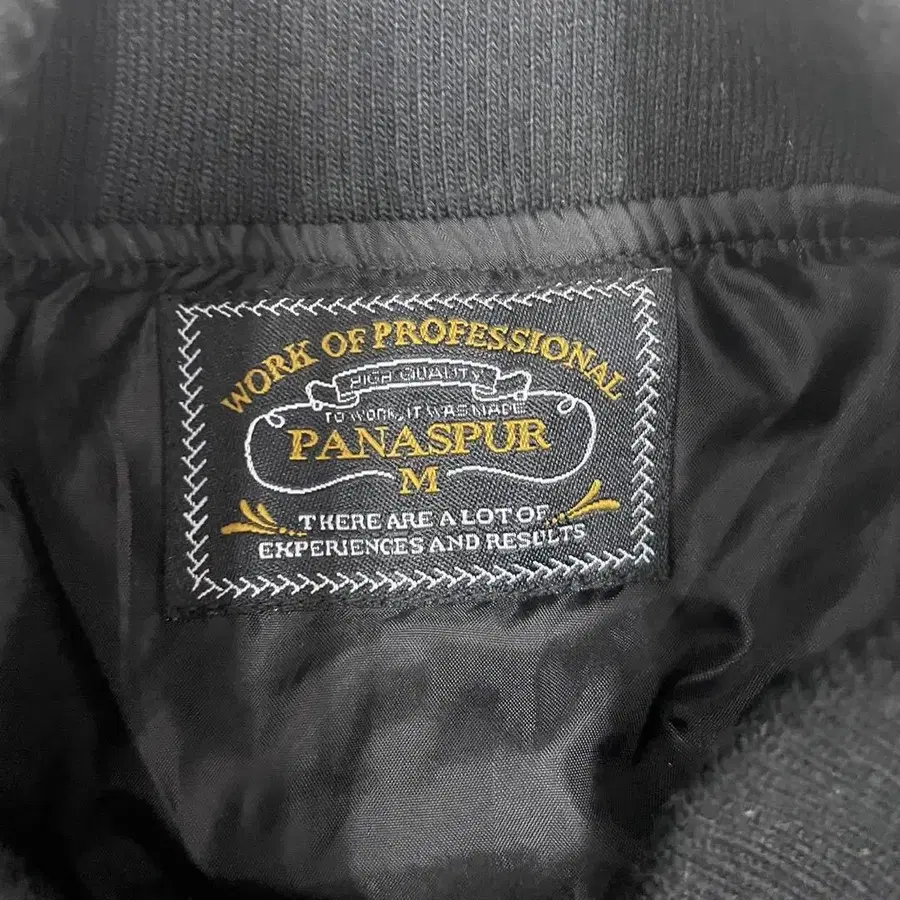 WORK OF PROFESSIONAL
HIGH QUALITY
TO WORK, IT WAS MADE
PANASPUR
M
THERE ARE A LOT OF
EXPERIENCES AND RESULTS